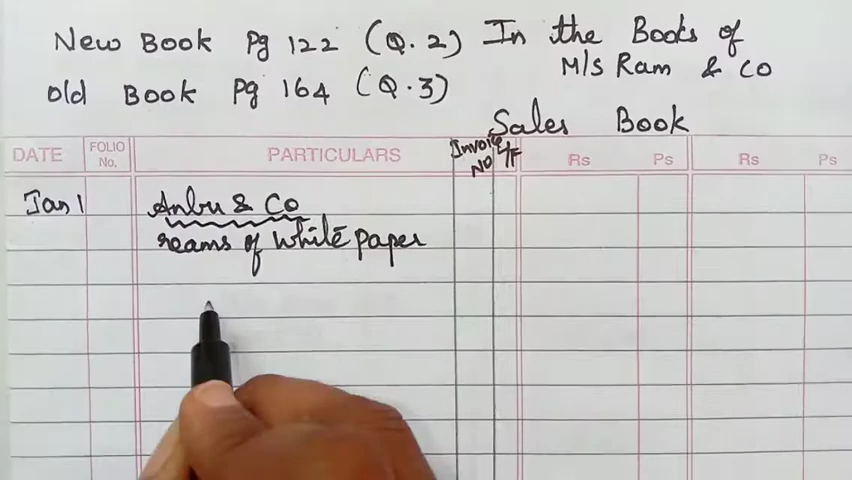 New Book Pg 122 (Q.2)
Old Book Pg 164 (Q.3)
In the Books of
M/S Ram & Co
Sales Book
DATE FOLIO No. PARTICULARS Invoice No L/F Rs Ps Rs Ps
Jan 1 Anbu & Co
reams of White paper